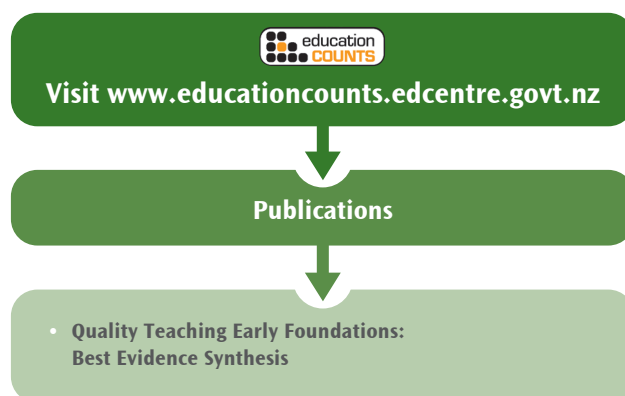 education
COUNTS
Visit www.educationcounts.edcentre.govt.nz
Publications
• Quality Teaching Early Foundations:
Best Evidence Synthesis